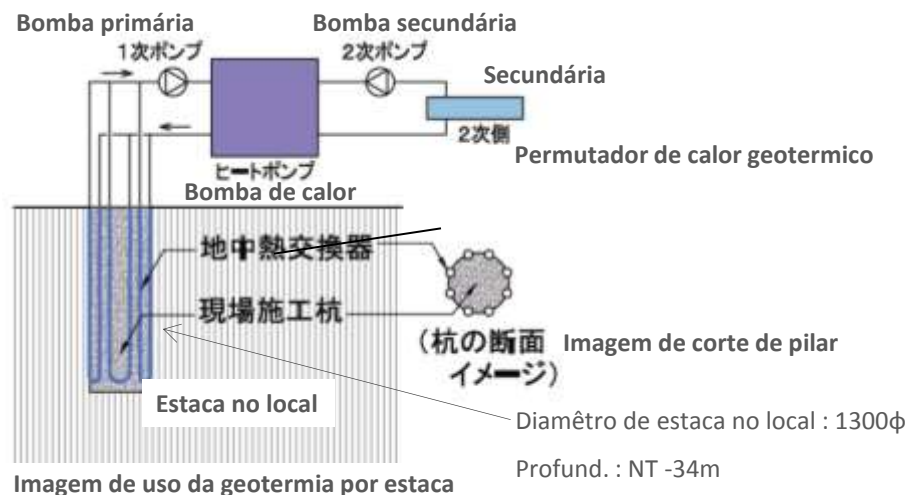 Bomba primária
Bomba secundária
1次ポンプ
2次ポンプ
Secundária
2次側
Permutador de calor geotermico
ヒートポンプ
Bomba de calor
地中熱交換器
現場施工杭
(杭の断面
イメージ)
Imagem de corte de pilar
Estaca no local
Diamêtro de estaca no local : 1300ϕ
Profund. : NT -34m
Imagem de uso da geotermia por estaca